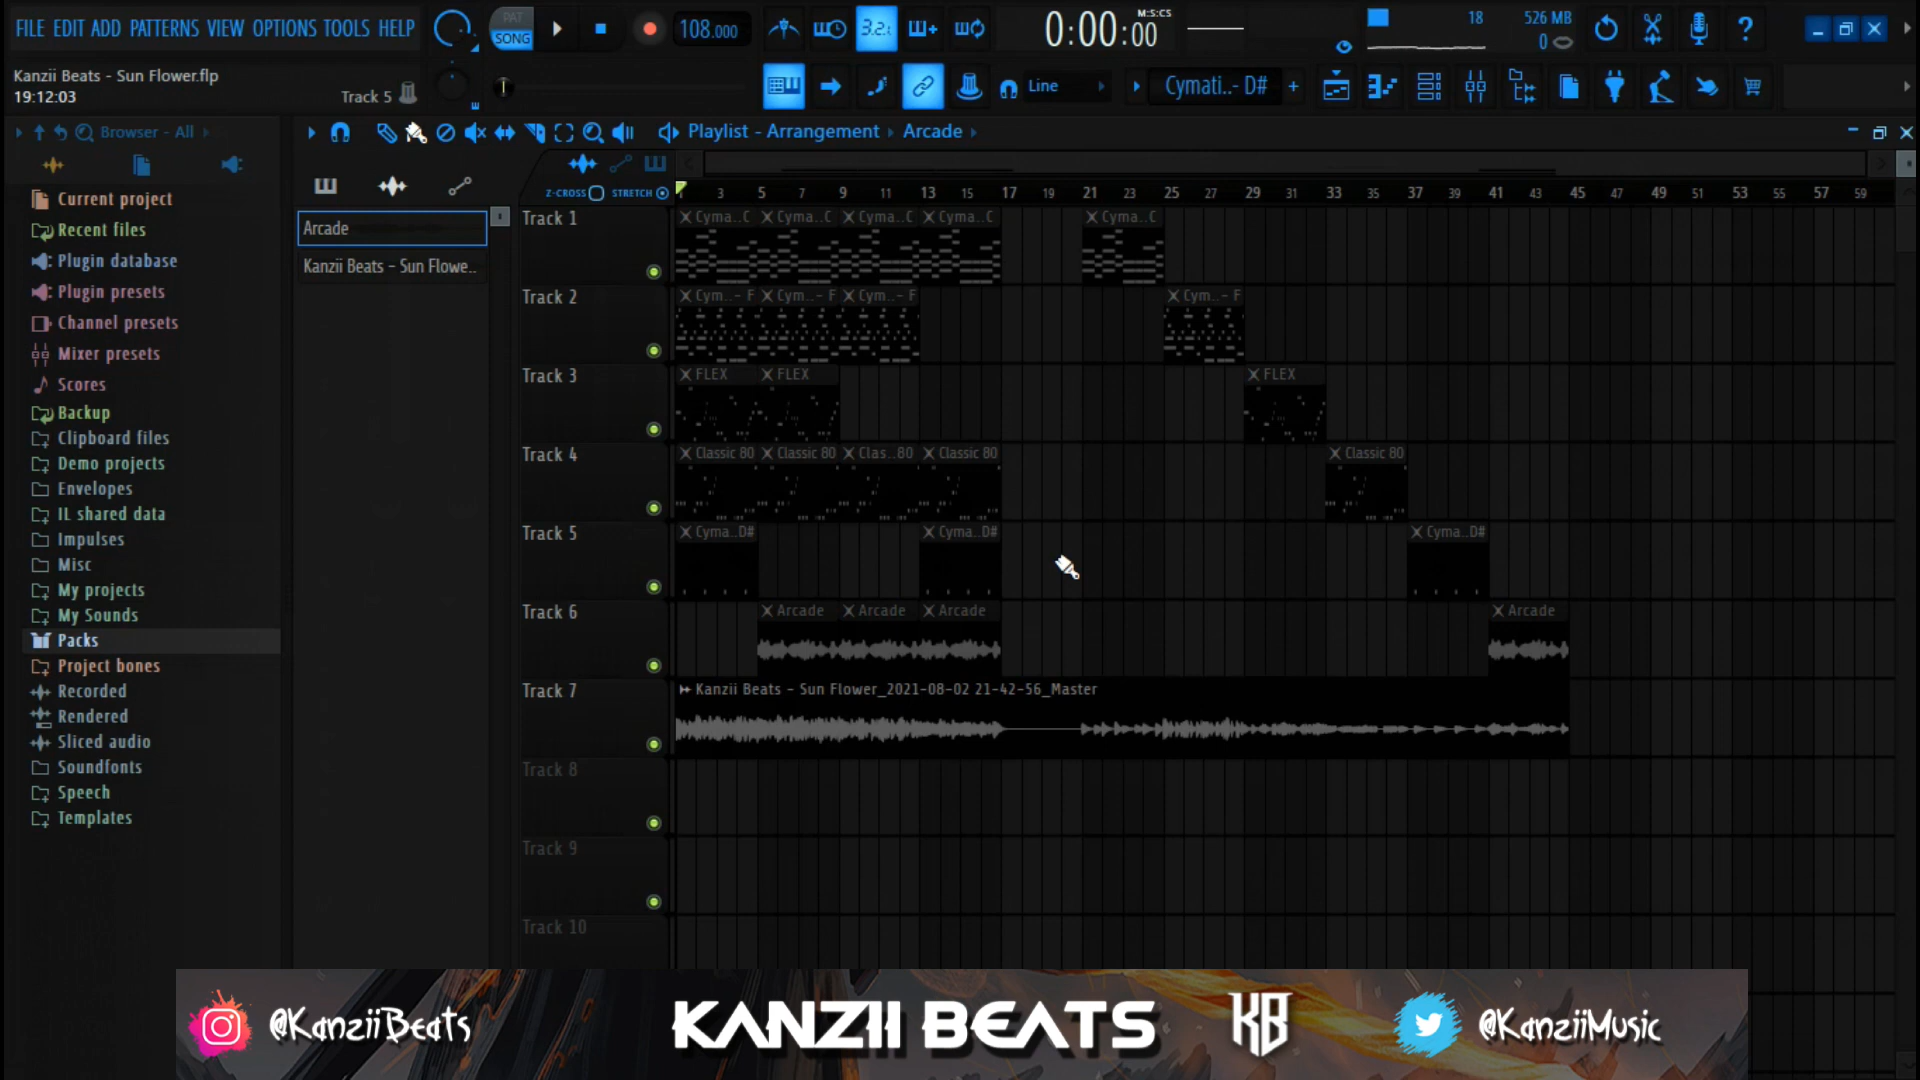 FILE EDIT ADD PATTERNS VIEW OPTIONS TOOLS HELP
PAT
SONG
108.000
3.2.
0:00:00
M:S:CS
18
526 MB
0
Kanzii Beats - Sun Flower.flp
19:12:03
Track 5
Line
Cymati..- D#
Browser - All
Playlist - Arrangement
Arcade
Z-CROSS
STRETCH
1 3 5 7 9 11 13 15 17 19 21 23 25 27 29 31 33 35 37 39 41 43 45 47 49 51 53 55 57 59
Current project
Recent files
Plugin database
Plugin presets
Channel presets
Mixer presets
Scores
Backup
Clipboard files
Demo projects
Envelopes
IL shared data
Impulses
Misc
My projects
My Sounds
Packs
Project bones
Recorded
Rendered
Sliced audio
Soundfonts
Speech
Templates
Arcade
Kanzii Beats - Sun Flowe..
Track 1
Cyma..C Cyma..C Cyma..C Cyma..C Cyma..C
Track 2
Cym..- F Cym..- F Cym..- F Cym..- F
Track 3
FLEX FLEX FLEX
Track 4
Classic 80 Classic 80 Clas..80 Classic 80 Classic 80
Track 5
Cyma..D# Cyma..D# Cyma..D#
Track 6
Arcade Arcade Arcade Arcade
Track 7
Kanzii Beats - Sun Flower_2021-08-02 21-42-56_Master
Track 8
Track 9
Track 10
@KanziiBeats
KANZII BEATS
KB
@KanziiMusic